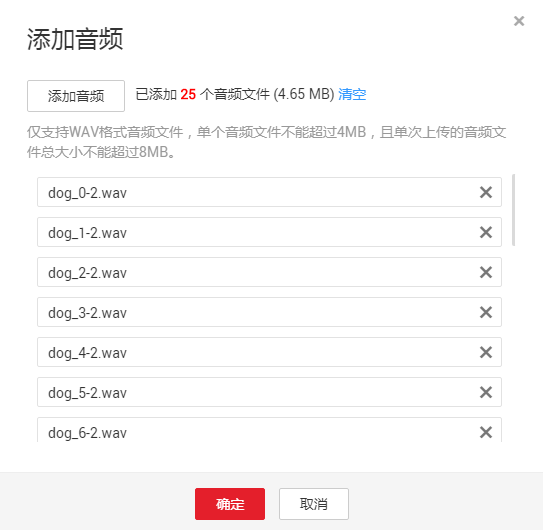 添加音频
添加音频 已添加 25 个音频文件 (4.65 MB) 清空
仅支持WAV格式音频文件，单个音频文件不能超过4MB，且单次上传的音频文
件总大小不能超过8MB。
dog_0-2.wav
dog_1-2.wav
dog_2-2.wav
dog_3-2.wav
dog_4-2.wav
dog_5-2.wav
dog_6-2.wav
确定 取消